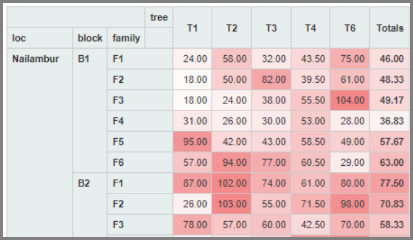 tree
T1 T2 T3 T4 T6 Totals
loc block family
Nailambur B1 F1 24.00 58.00 32.00 43.50 75.00 46.00
F2 18.00 50.00 82.00 39.50 61.00 48.33
F3 18.00 24.00 38.00 55.50 104.00 49.17
F4 31.00 26.00 30.00 53.00 28.00 36.83
F5 95.00 42.00 43.00 58.50 49.00 57.67
F6 57.00 94.00 77.00 60.50 29.00 63.00
B2 F1 87.00 102.00 74.00 61.00 80.00 77.50
F2 26.00 103.00 55.00 71.50 98.00 70.83
F3 78.00 57.00 60.00 42.50 70.00 58.33